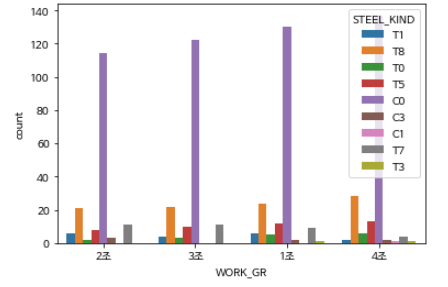 140
120
100
80
60
40
20
0
count
2조
3조
1조
4조
WORK_GR
STEEL_KIND
T1
T8
T0
T5
C0
C3
C1
T7
T3